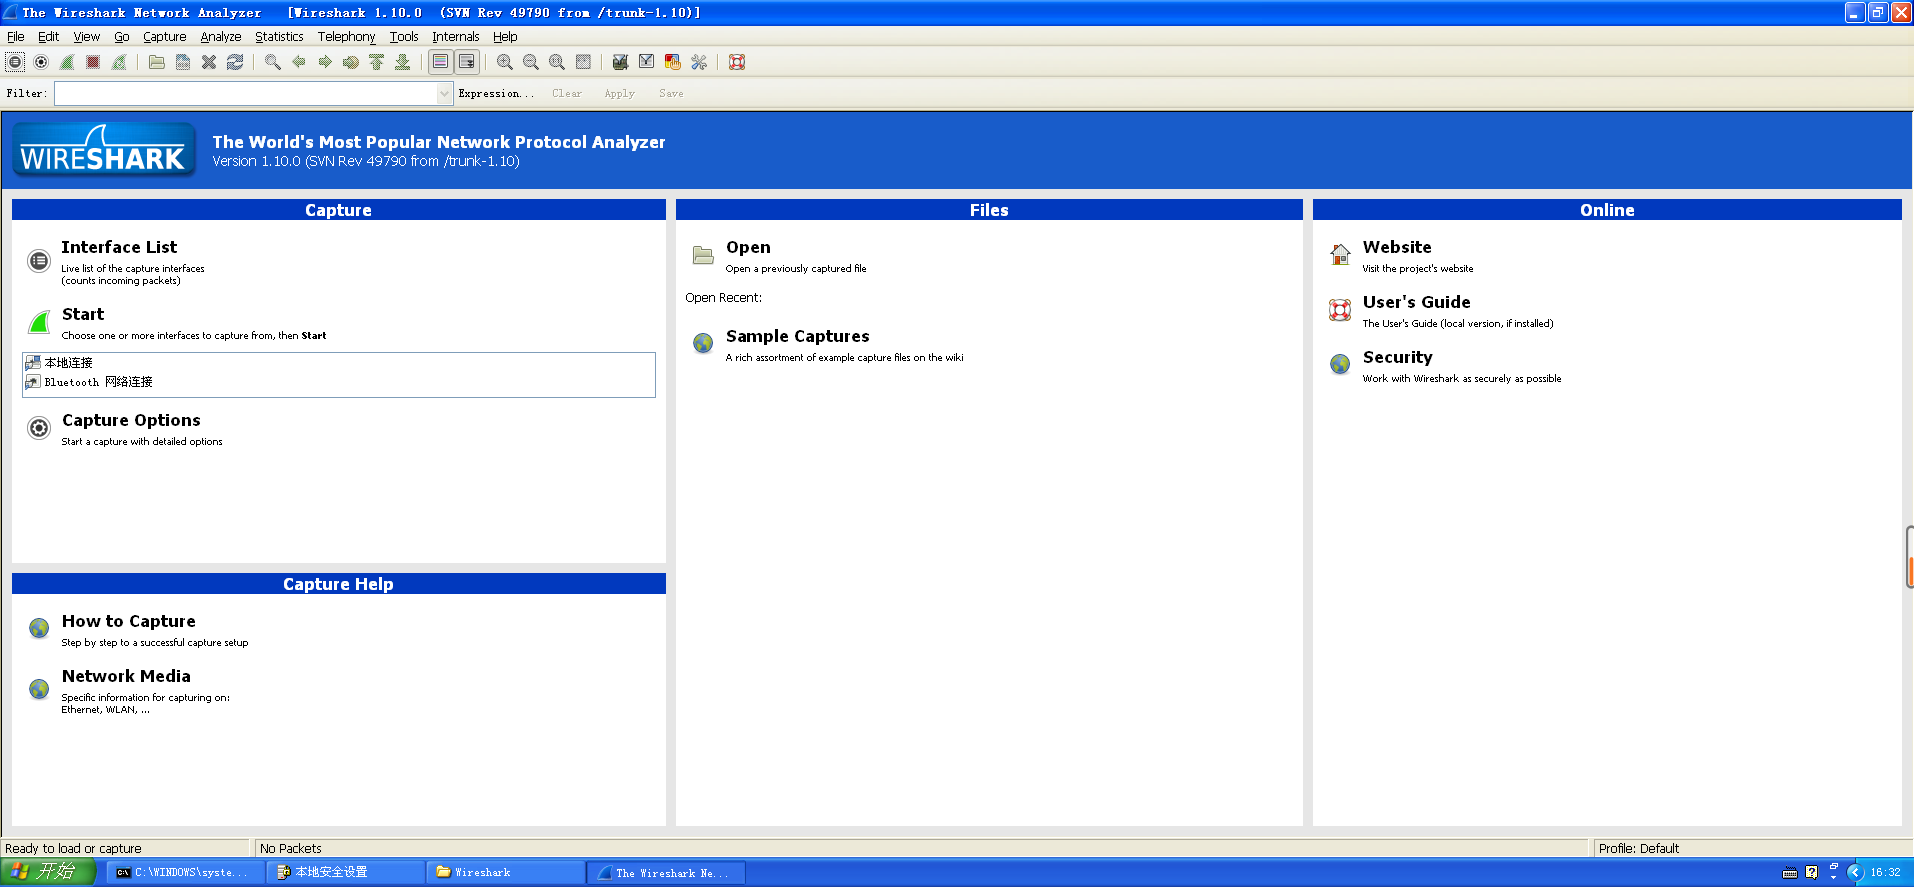 The Wireshark Network Analyzer [Wireshark 1.10.0 (SVN Rev 49790 from /trunk-1.10)]
File Edit View Go Capture Analyze Statistics Telephony Tools Internals Help
Filter: Expression... Clear Apply Save
WIRESHARK
The World's Most Popular Network Protocol Analyzer
Version 1.10.0 (SVN Rev 49790 from /trunk-1.10)
Capture
Interface List
Live list of the capture interfaces
(counts incoming packets)
Start
Choose one or more interfaces to capture from, then Start
本地连接
Bluetooth 网络连接
Capture Options
Start a capture with detailed options
Capture Help
How to Capture
Step by step to a successful capture setup
Network Media
Specific information for capturing on:
Ethernet, WLAN, ...
Files
Open
Open a previously captured file
Open Recent:
Sample Captures
A rich assortment of example capture files on the wiki
Online
Website
Visit the project's website
User's Guide
The User's Guide (local version, if installed)
Security
Work with Wireshark as securely as possible
Ready to load or capture
No Packets
Profile: Default
开始 C:\WINDOWS\syste... 本地安全设置 Wireshark The Wireshark Ne... 16:32